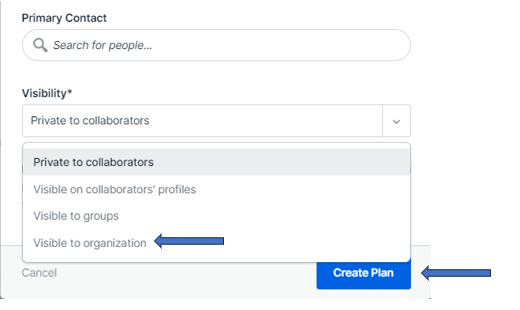 Primary Contact
Search for people...
Visibility*
Private to collaborators
Private to collaborators
Visible on collaborators' profiles
Visible to groups
Visible to organization
Cancel
Create Plan